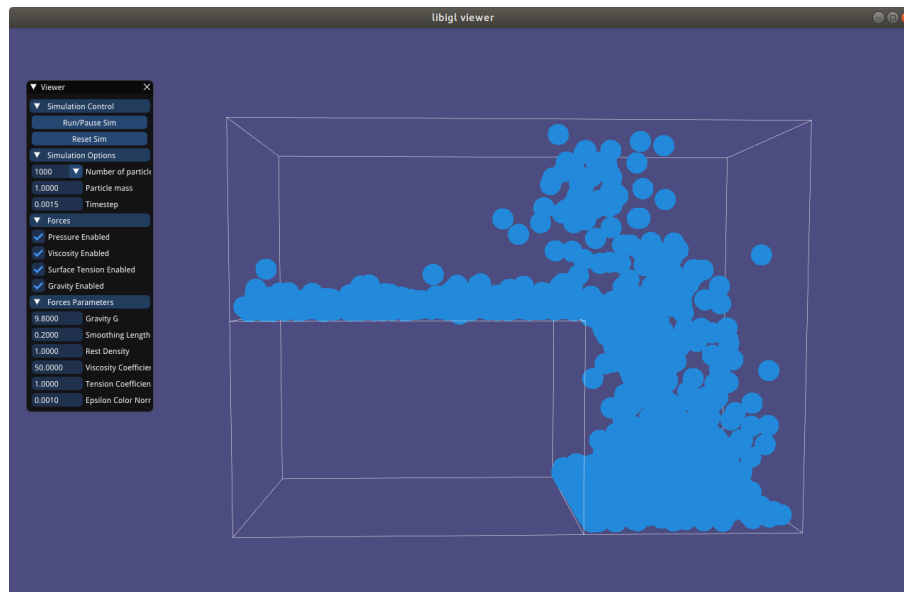 libigl viewer
Viewer
Simulation Control
Run/Pause Sim
Reset Sim
Simulation Options
1000 Number of particle
1.0000 Particle mass
0.0015 Timestep
Forces
Pressure Enabled
Viscosity Enabled
Surface Tension Enabled
Gravity Enabled
Forces Parameters
9.8000 Gravity G
0.2000 Smoothing Length
1.0000 Rest Density
50.0000 Viscosity Coefficien
1.0000 Tension Coefficien
0.0010 Epsilon Color Norr